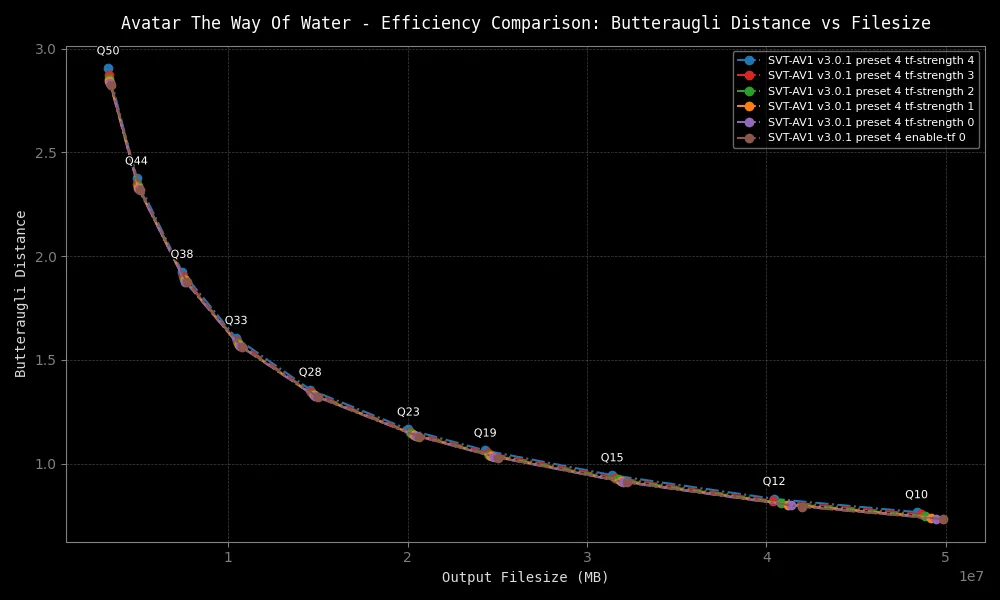 Avatar The Way Of Water - Efficiency Comparison: Butteraugli Distance vs Filesize
SVT-AV1 v3.0.1 preset 4 tf-strength 4
SVT-AV1 v3.0.1 preset 4 tf-strength 3
SVT-AV1 v3.0.1 preset 4 tf-strength 2
SVT-AV1 v3.0.1 preset 4 tf-strength 1
SVT-AV1 v3.0.1 preset 4 tf-strength 0
SVT-AV1 v3.0.1 preset 4 enable-tf 0
Butteraugli Distance
3.0
2.5
2.0
1.5
1.0
Q50
Q44
Q38
Q33
Q28
Q23
Q19
Q15
Q12
Q10
1
2
3
4
5
1e7
Output Filesize (MB)